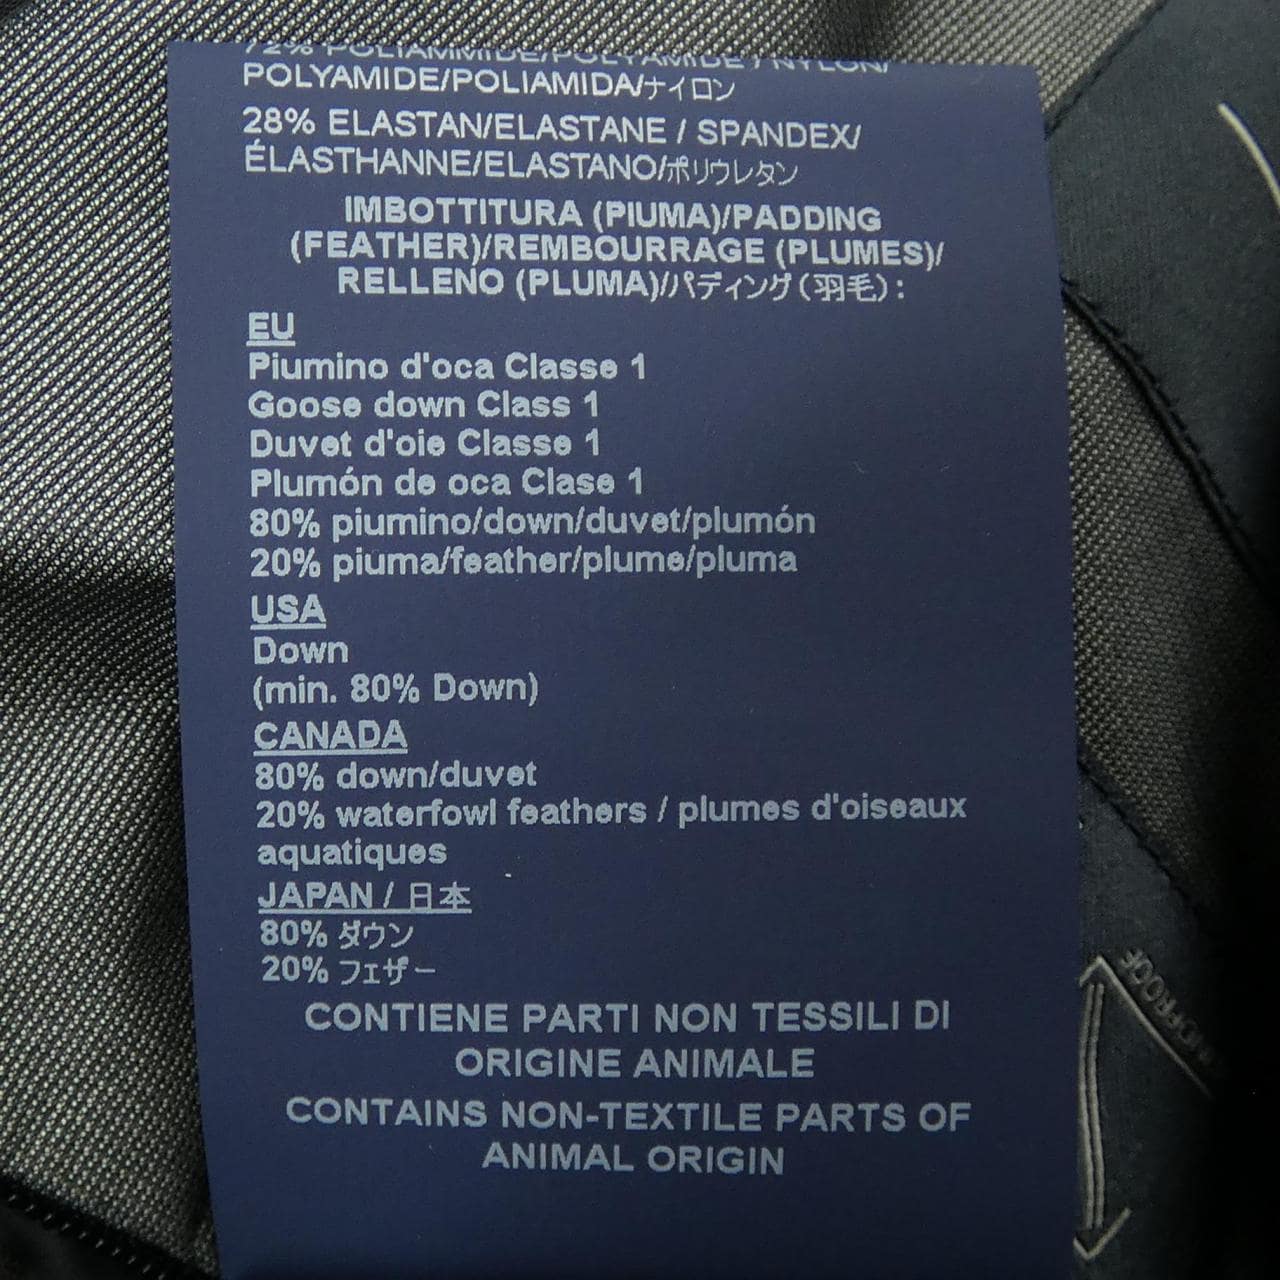 72% POLIAMMIDE/POLYAMIDE / NYLON/
POLYAMIDE/POLIAMIDA/ナイロン
28% ELASTAN/ELASTANE / SPANDEX/
ÉLASTHANNE/ELASTANO/ポリウレタン
IMBOTTITURA (PIUMA)/PADDING
(FEATHER)/REMBOURRAGE (PLUMES)/
RELLENO (PLUMA)/パディング(羽毛):
EU
Piumino d'oca Classe 1
Goose down Class 1
Duvet d'oie Classe 1
Plumón de oca Clase 1
80% piumino/down/duvet/plumón
20% piuma/feather/plume/pluma
USA
Down
(min. 80% Down)
CANADA
80% down/duvet
20% waterfowl feathers / plumes d'oiseaux
aquatiques
JAPAN / 日本
80% ダウン
20% フェザー
CONTIENE PARTI NON TESSILI DI
ORIGINE ANIMALE
CONTAINS NON-TEXTILE PARTS OF
ANIMAL ORIGIN